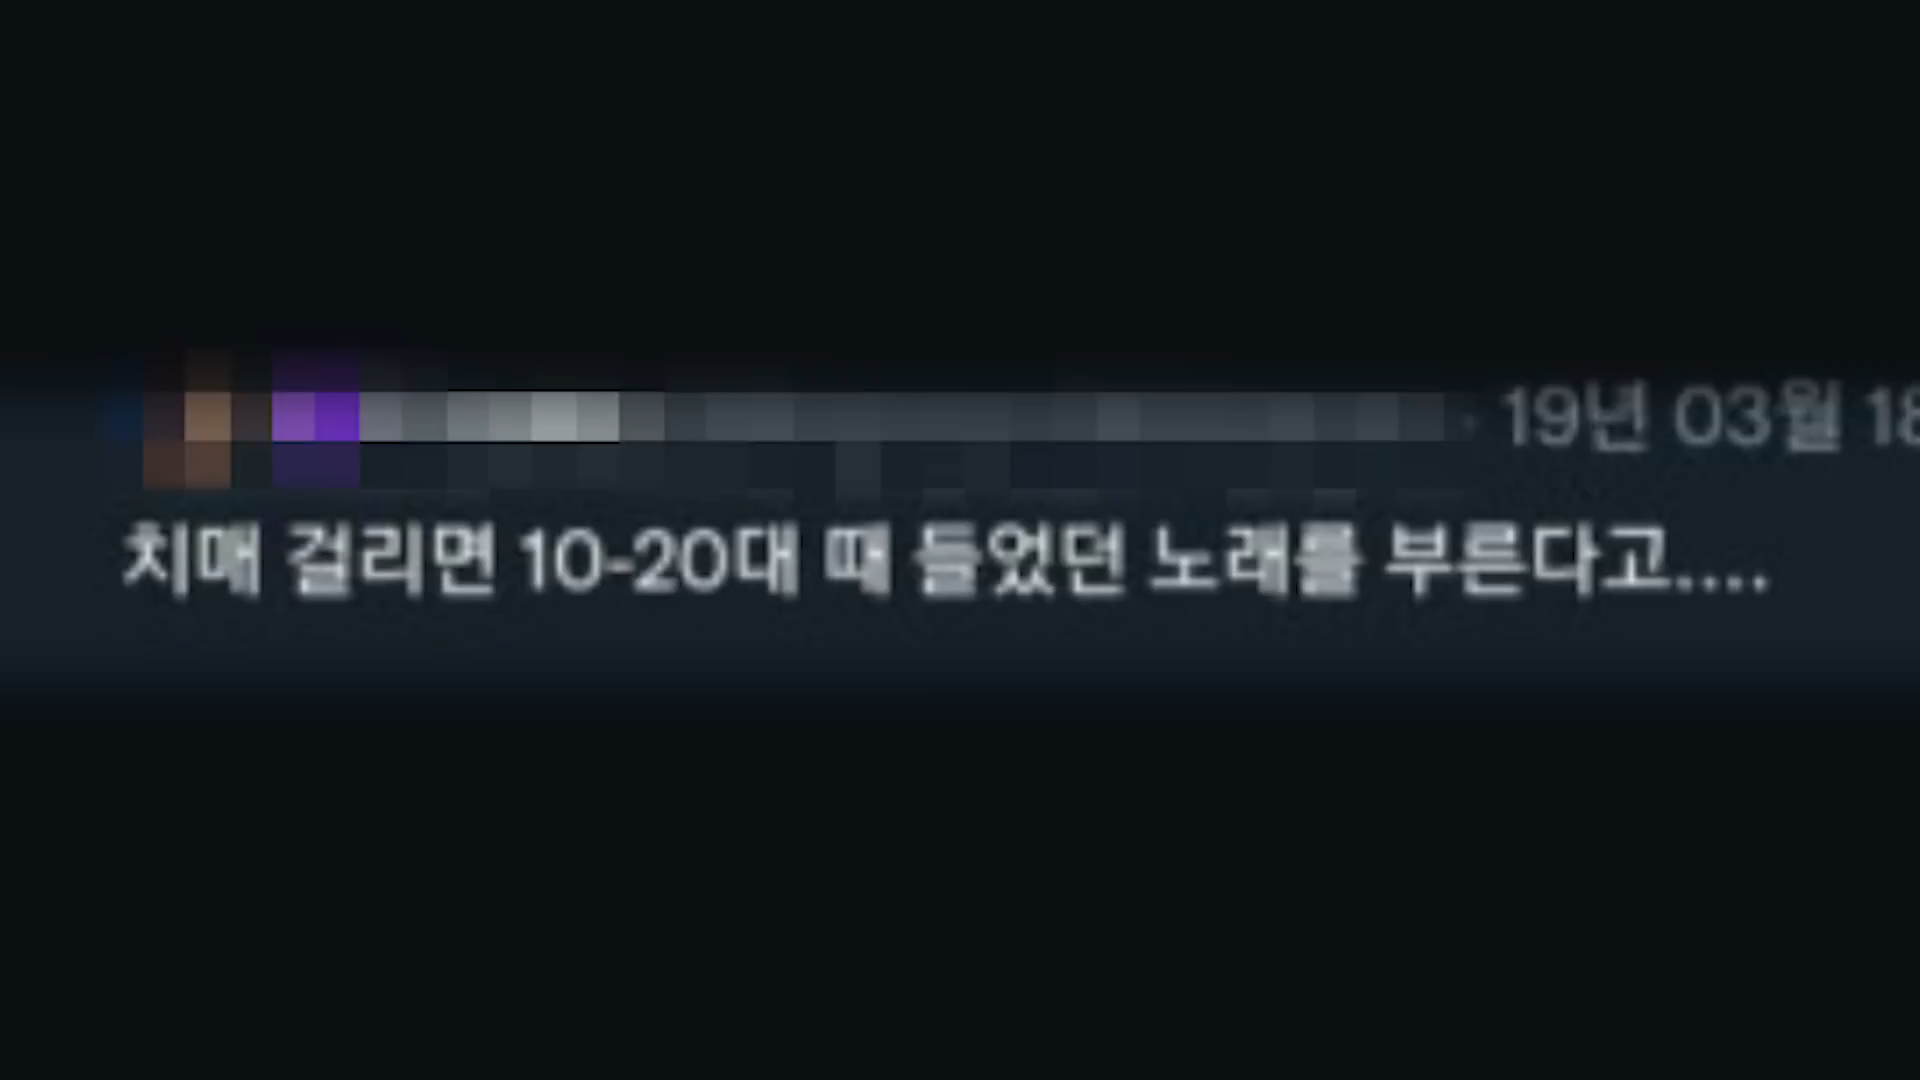 · 19년 03월 18
치매 걸리면 10-20대 때 들었던 노래를 부른다고....